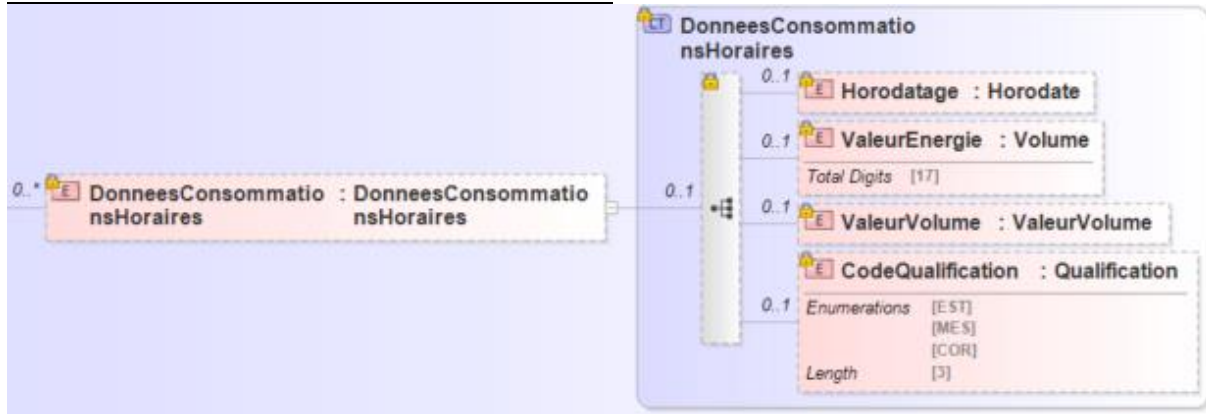 CT DonneesConsommatio
nsHoraires
0..1 E Horodatage : Horodate
0..1 E ValeurEnergie : Volume
Total Digits [17]
0..* E DonneesConsommatio : DonneesConsommatio
nsHoraires nsHoraires
0..1
0..1 E ValeurVolume : ValeurVolume
E CodeQualification : Qualification
0..1 Enumerations [EST]
[MES]
[COR]
Length [3]